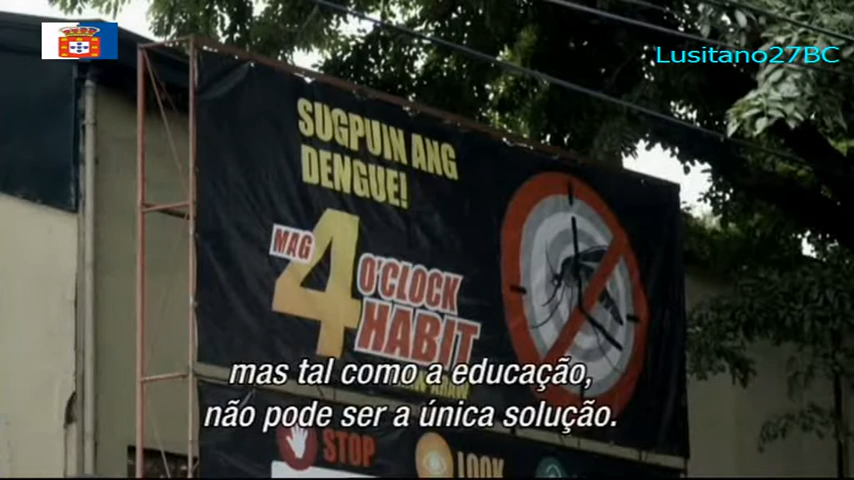 Lusitano27BC
SUGPUIN ANG
DENGUE!
MAG
4
O'CLOCK
HABIT
mas tal como a educação,
não pode ser a única solução.
STOP
LOOK